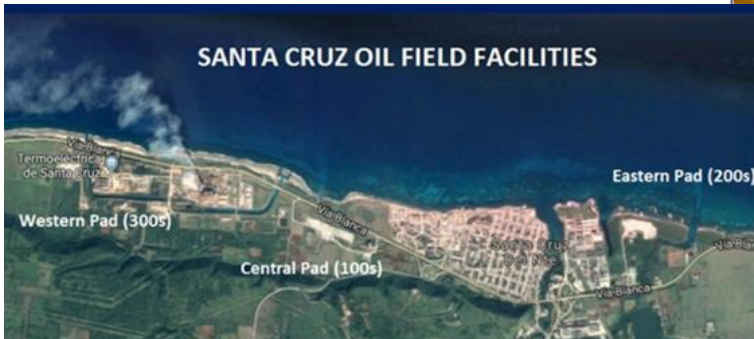 SANTA CRUZ OIL FIELD FACILITIES
Via Blanca
Termoeléctrica
de Santa Cruz
Eastern Pad (200s)
Western Pad (300s)
Via Blanca
Santa Cruz
Del Nte
Central Pad (100s)
Via Blanca